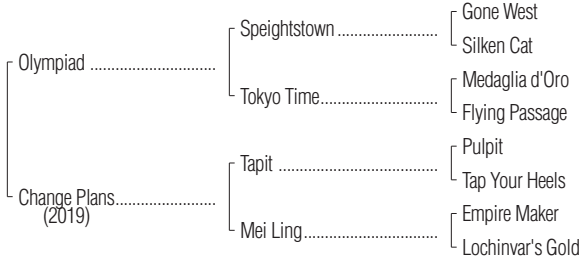 Gone West
Speightstown
Silken Cat
Olympiad
Medaglia d'Oro
Tokyo Time
Flying Passage
Pulpit
Tapit
Tap Your Heels
Change Plans
(2019)
Empire Maker
Mei Ling
Lochinvar's Gold